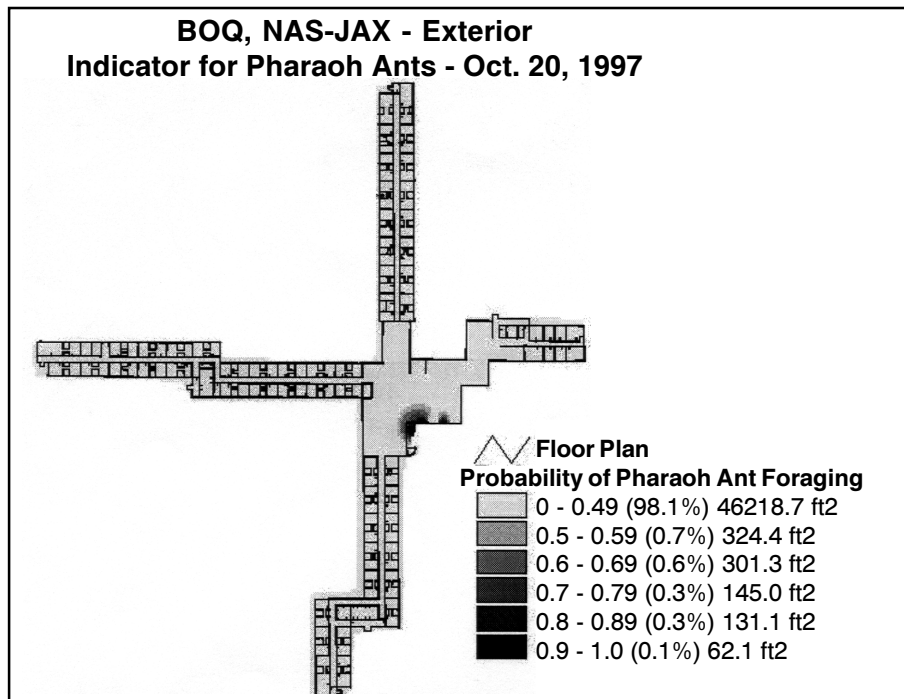 BOQ, NAS-JAX - Exterior
Indicator for Pharaoh Ants - Oct. 20, 1997
Floor Plan
Probability of Pharaoh Ant Foraging
0 - 0.49 (98.1%) 46218.7 ft2
0.5 - 0.59 (0.7%) 324.4 ft2
0.6 - 0.69 (0.6%) 301.3 ft2
0.7 - 0.79 (0.3%) 145.0 ft2
0.8 - 0.89 (0.3%) 131.1 ft2
0.9 - 1.0 (0.1%) 62.1 ft2